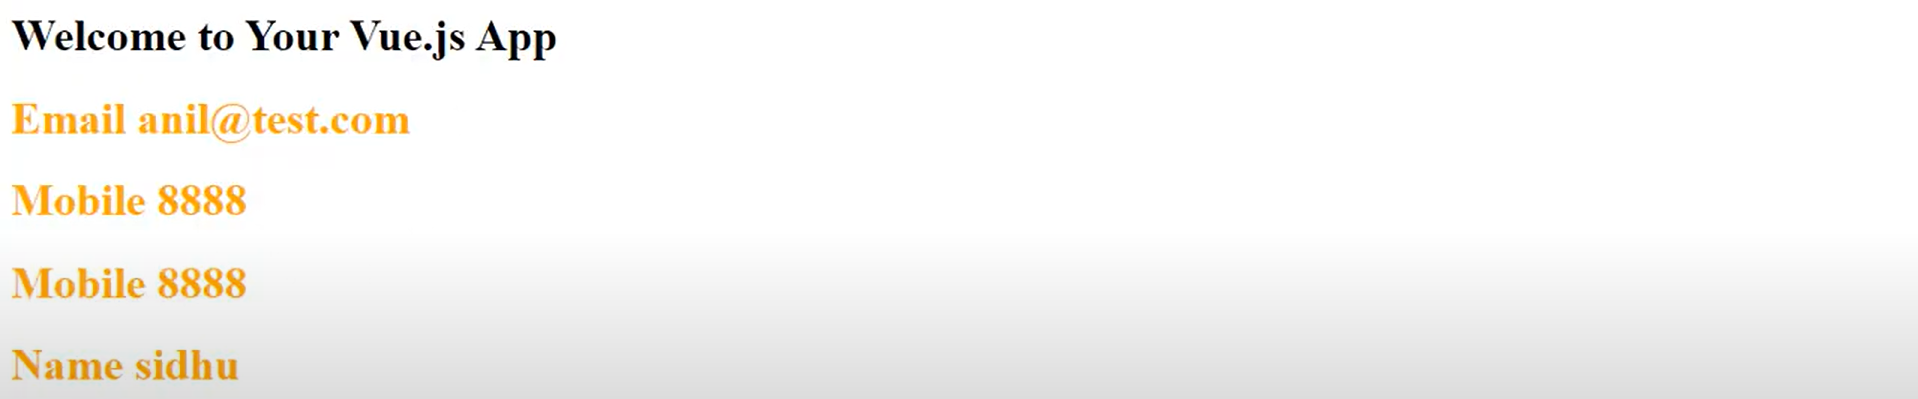 Welcome to Your Vue.js App
Email anil@test.com
Mobile 8888
Mobile 8888
Name sidhu